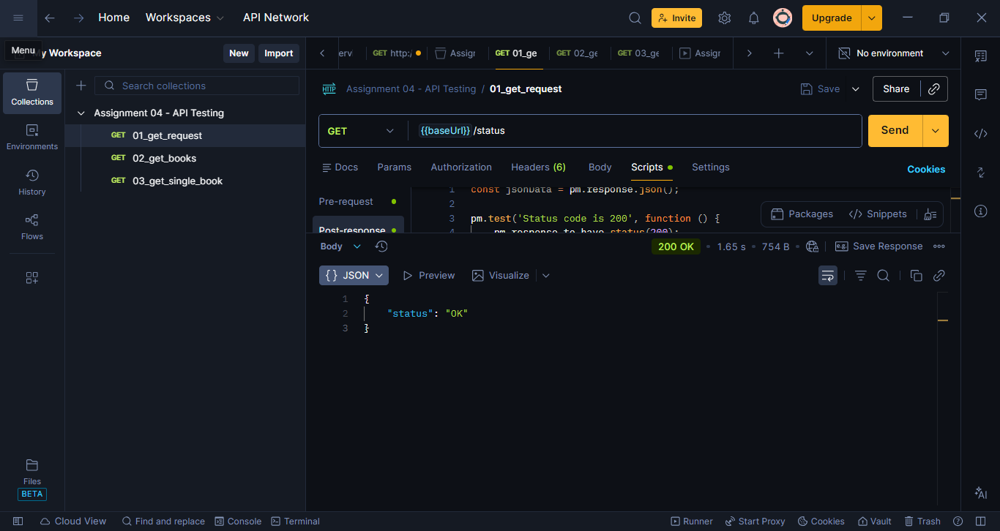 Home Workspaces API Network Invite Upgrade
Menu y Workspace New Import
GET http:/ Assigr GET 01_ge GET 02_ge GET 03_ge Assigr No environment
Collections
Environments
History
Flows
Files
BETA
Search collections
Assignment 04 - API Testing
GET 01_get_request
GET 02_get_books
GET 03_get_single_book
HTTP Assignment 04 - API Testing / 01_get_request Save Share
GET {{baseUrl}} /status Send
Docs Params Authorization Headers (6) Body Scripts Settings Cookies
Pre-request
Post-response
1 const jsonData = pm.response.json();
2
3 pm.test('Status code is 200', function () {
4 pm.response.to.have.status(200);
Packages </> Snippets
Body 200 OK 1.65 s 754 B e.g. Save Response
{} JSON Preview Visualize
1 {
2 "status": "OK"
3 }
AI
Cloud View Find and replace Console Terminal Runner Start Proxy Cookies Vault Trash